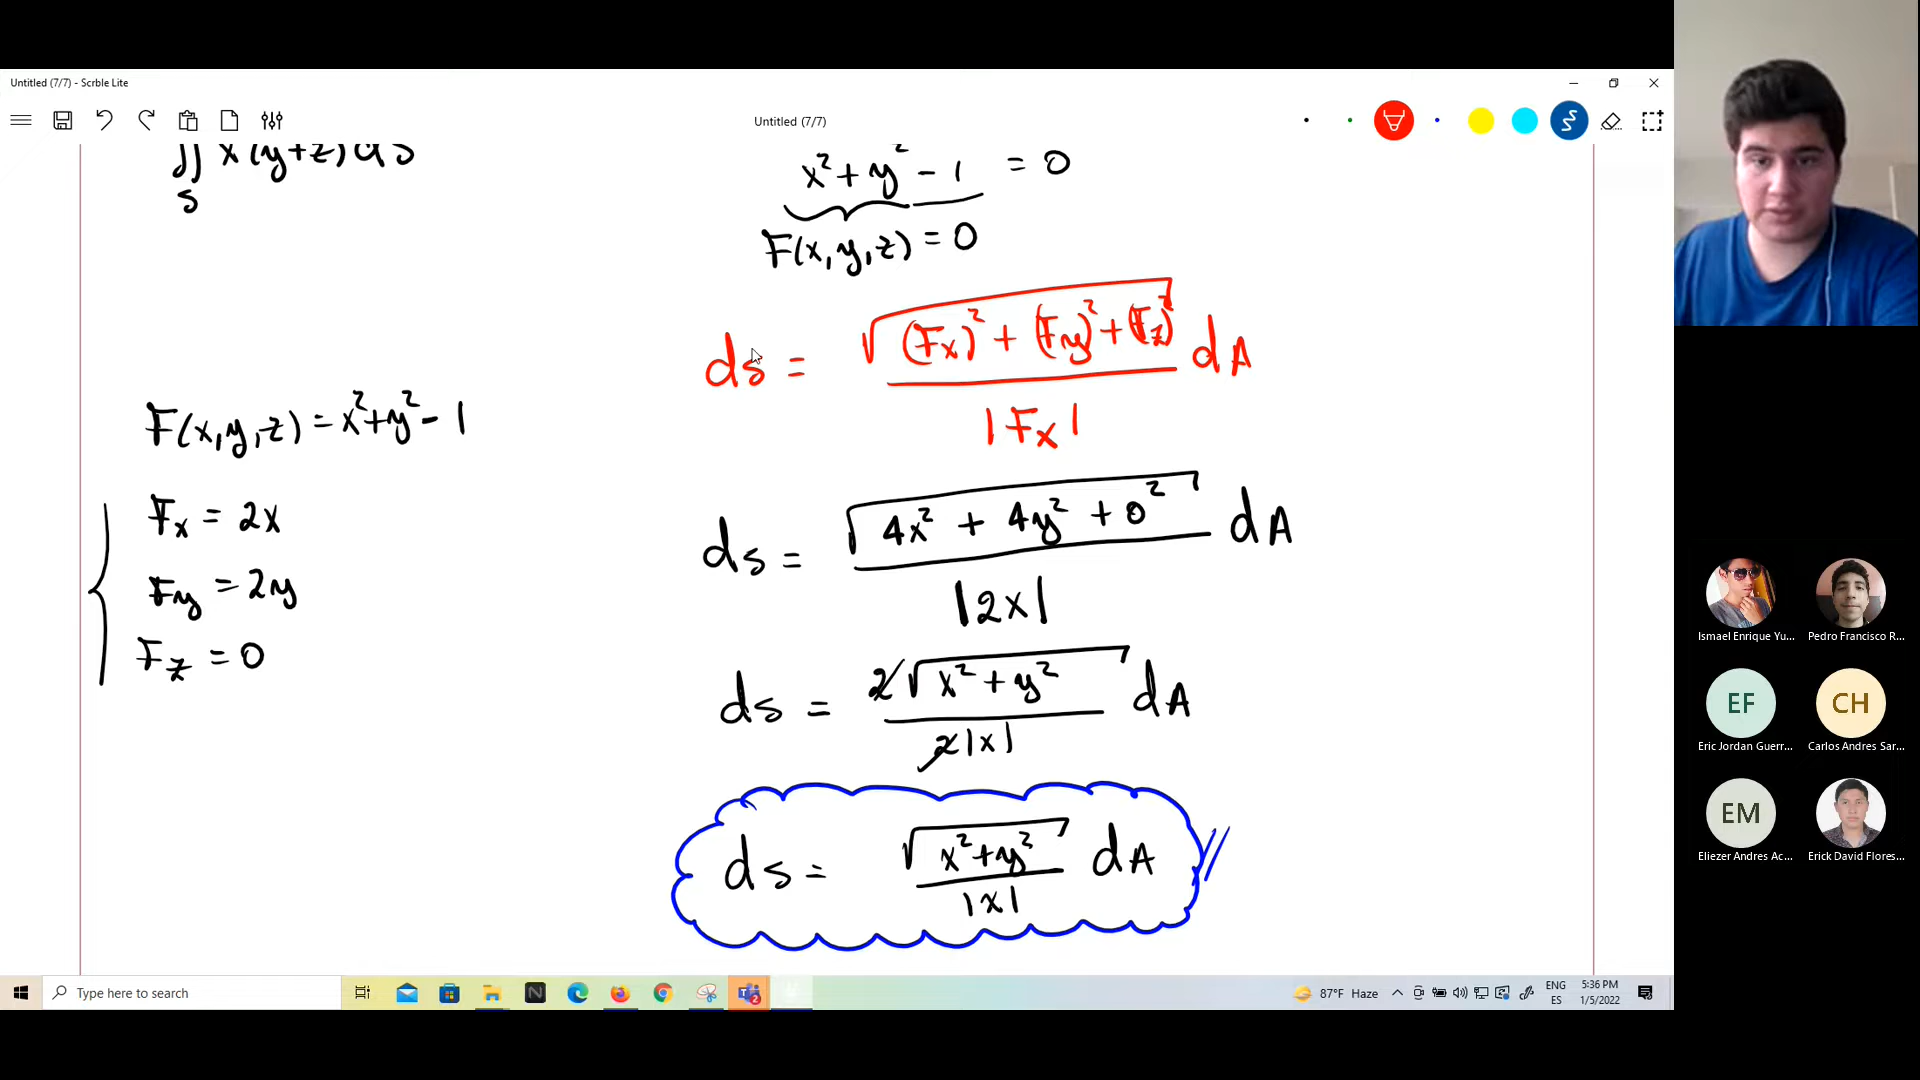 Untitled (7/7) - Scrble Lite
Untitled (7/7)
∬ x(y+z) ds
s
x² + y² - 1 = 0
F(x,y,z) = 0
ds = √((Fx)² + (Fy)² + (Fz)²) / |Fx| dA
F(x,y,z) = x²+y² - 1
Fx = 2x
Fy = 2y
Fz = 0
ds = √(4x² + 4y² + 0²) / |2x| dA
ds = 2√(x² + y²) / 2|x| dA
ds = √(x²+y²) / |x| dA
Ismael Enrique Yu...
Pedro Francisco R...
EF
CH
Eric Jordan Guerr...
Carlos Andres Sar...
EM
Eliezer Andres Ac...
Erick David Flores...
Type here to search
N
2
87°F Haze
ENG
ES
5:36 PM
1/5/2022